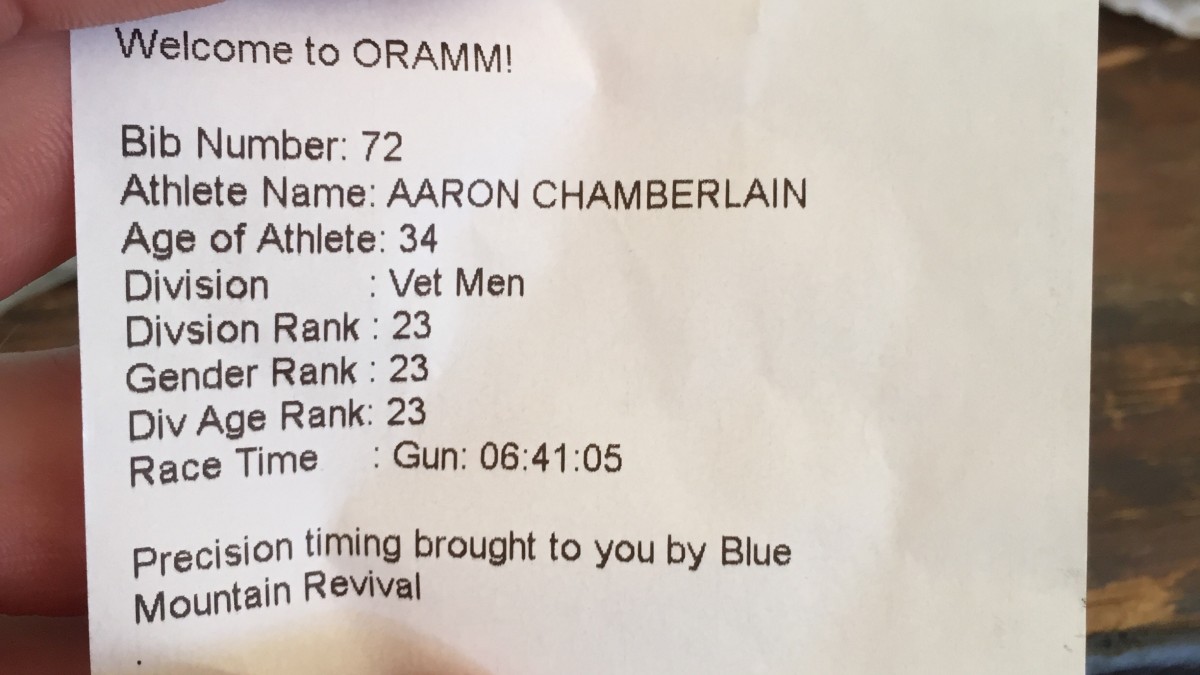 Welcome to ORAMM!
Bib Number: 72
Athlete Name: AARON CHAMBERLAIN
Age of Athlete: 34
Division : Vet Men
Divsion Rank : 23
Gender Rank : 23
Div Age Rank: 23
Race Time : Gun: 06:41:05
Precision timing brought to you by Blue
Mountain Revival
.